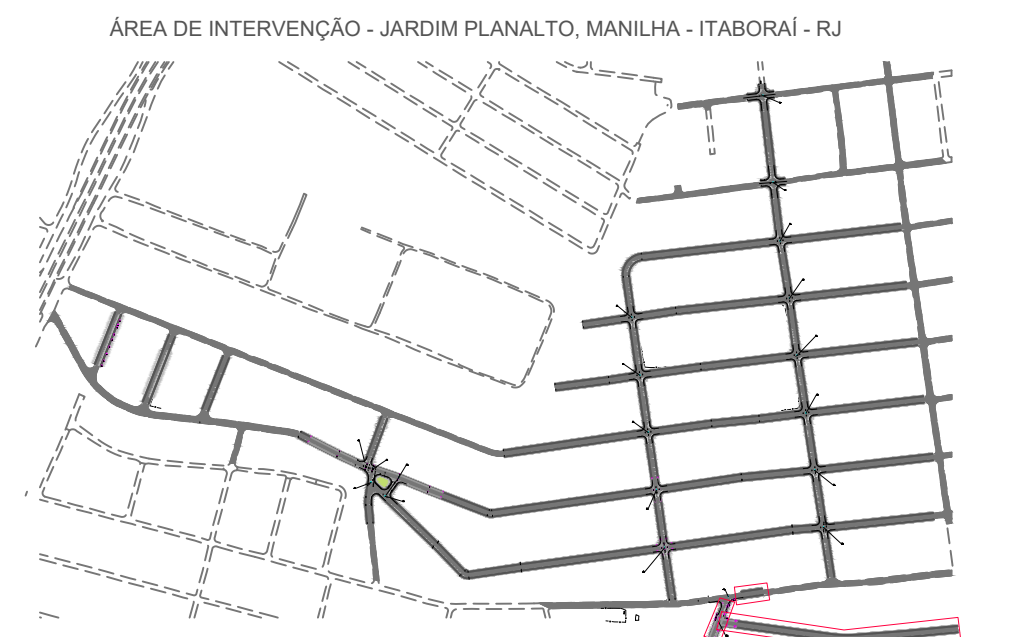 ÁREA DE INTERVENÇÃO - JARDIM PLANALTO, MANILHA - ITABORAÍ - RJ